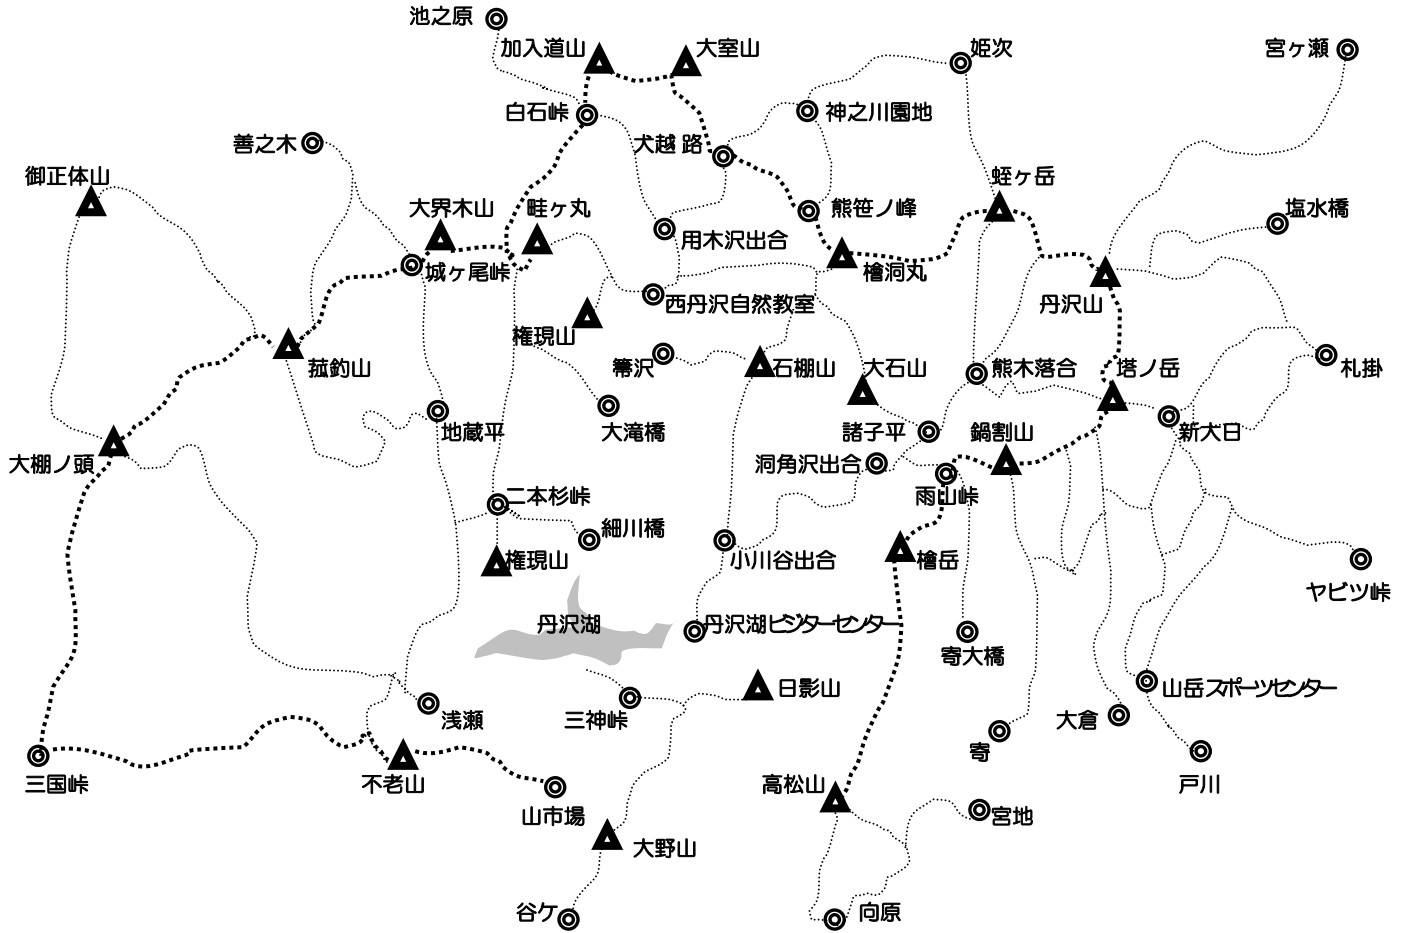 池之原
加入道山
大室山
姫次
宮ヶ瀬
白石峠
神之川園地
善之木
犬越 路
御正体山
大界木山
畦ヶ丸
熊笹ノ峰
蛭ヶ岳
塩水橋
用木沢出合
城ヶ尾峠
檜洞丸
西丹沢自然教室
丹沢山
権現山
菰釣山
箒沢
石棚山
大石山
熊木落合
塔ノ岳
札掛
地蔵平
大滝橋
諸子平
鍋割山
新大日
大棚ノ頭
洞角沢出合
二本杉峠
雨山峠
細川橋
権現山
小川谷出合
檜岳
ヤビツ峠
丹沢湖
丹沢湖ビジターセンター
寄大橋
日影山
山岳スポーツセンター
浅瀬
三神峠
大倉
寄
三国峠
不老山
高松山
戸川
山市場
宮地
大野山
谷ケ
向原